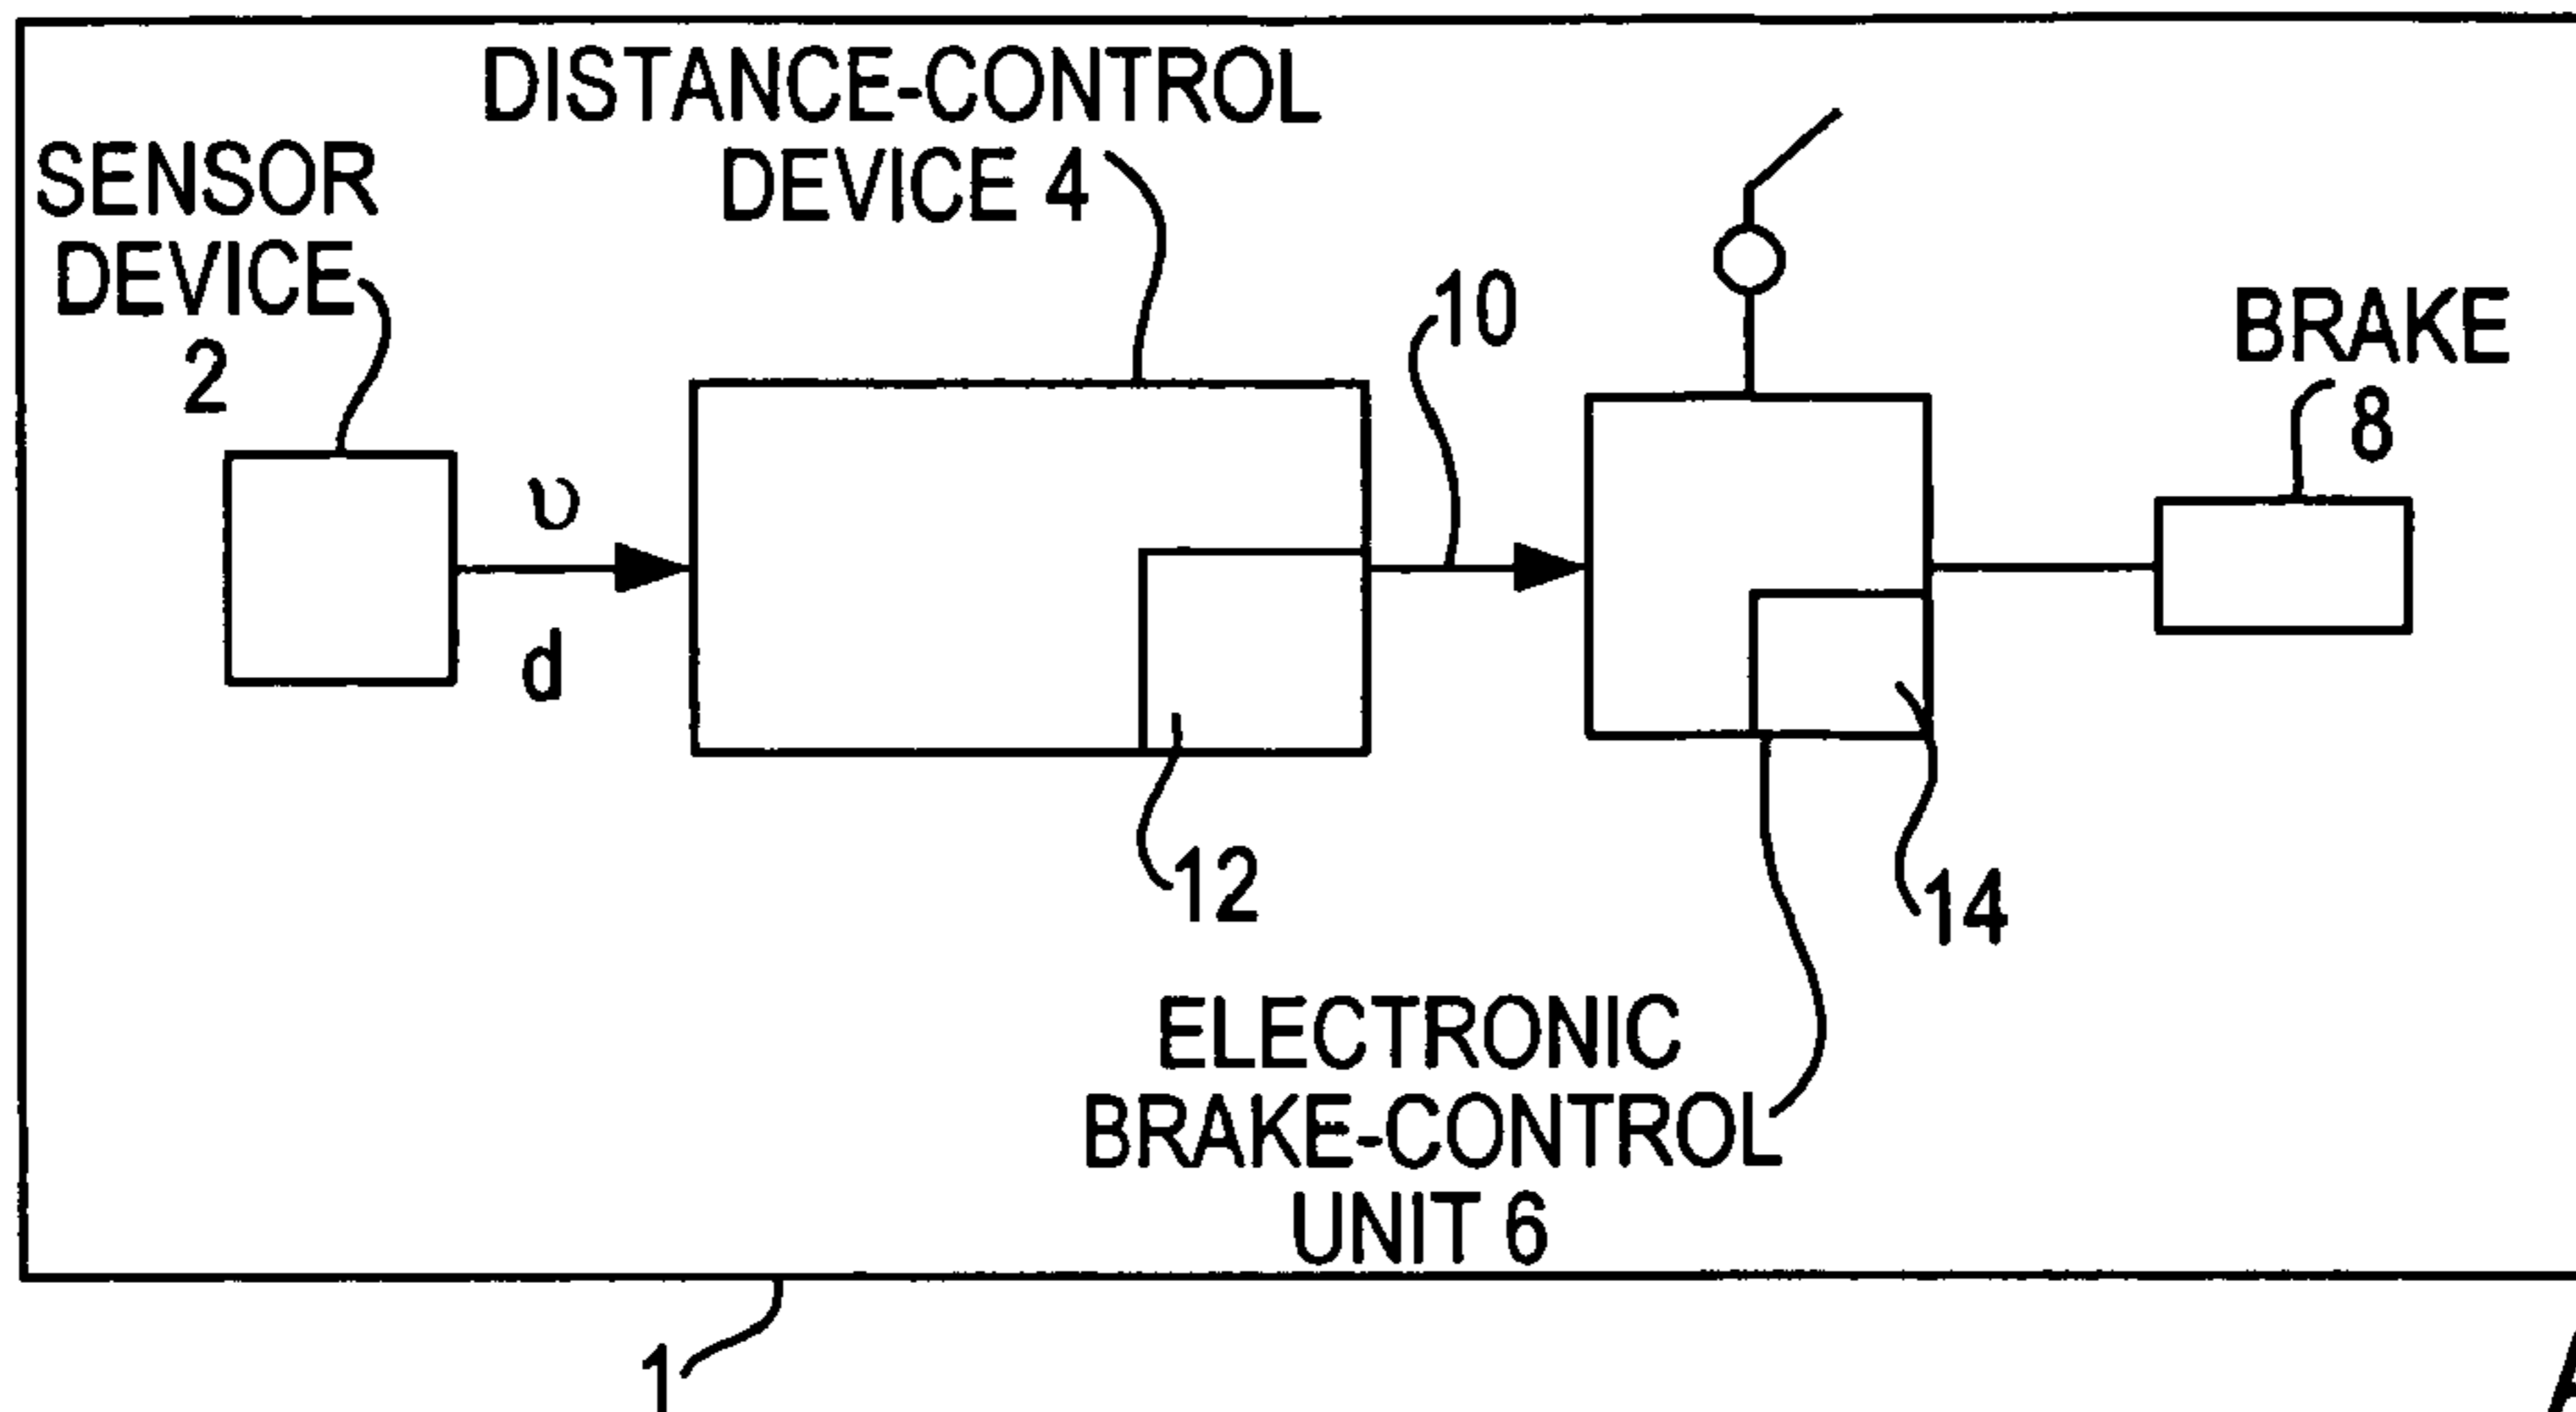 DISTANCE-CONTROL
DEVICE 4
SENSOR
DEVICE
2
10
BRAKE
8
υ
d
12
14
ELECTRONIC
BRAKE-CONTROL
UNIT 6
1